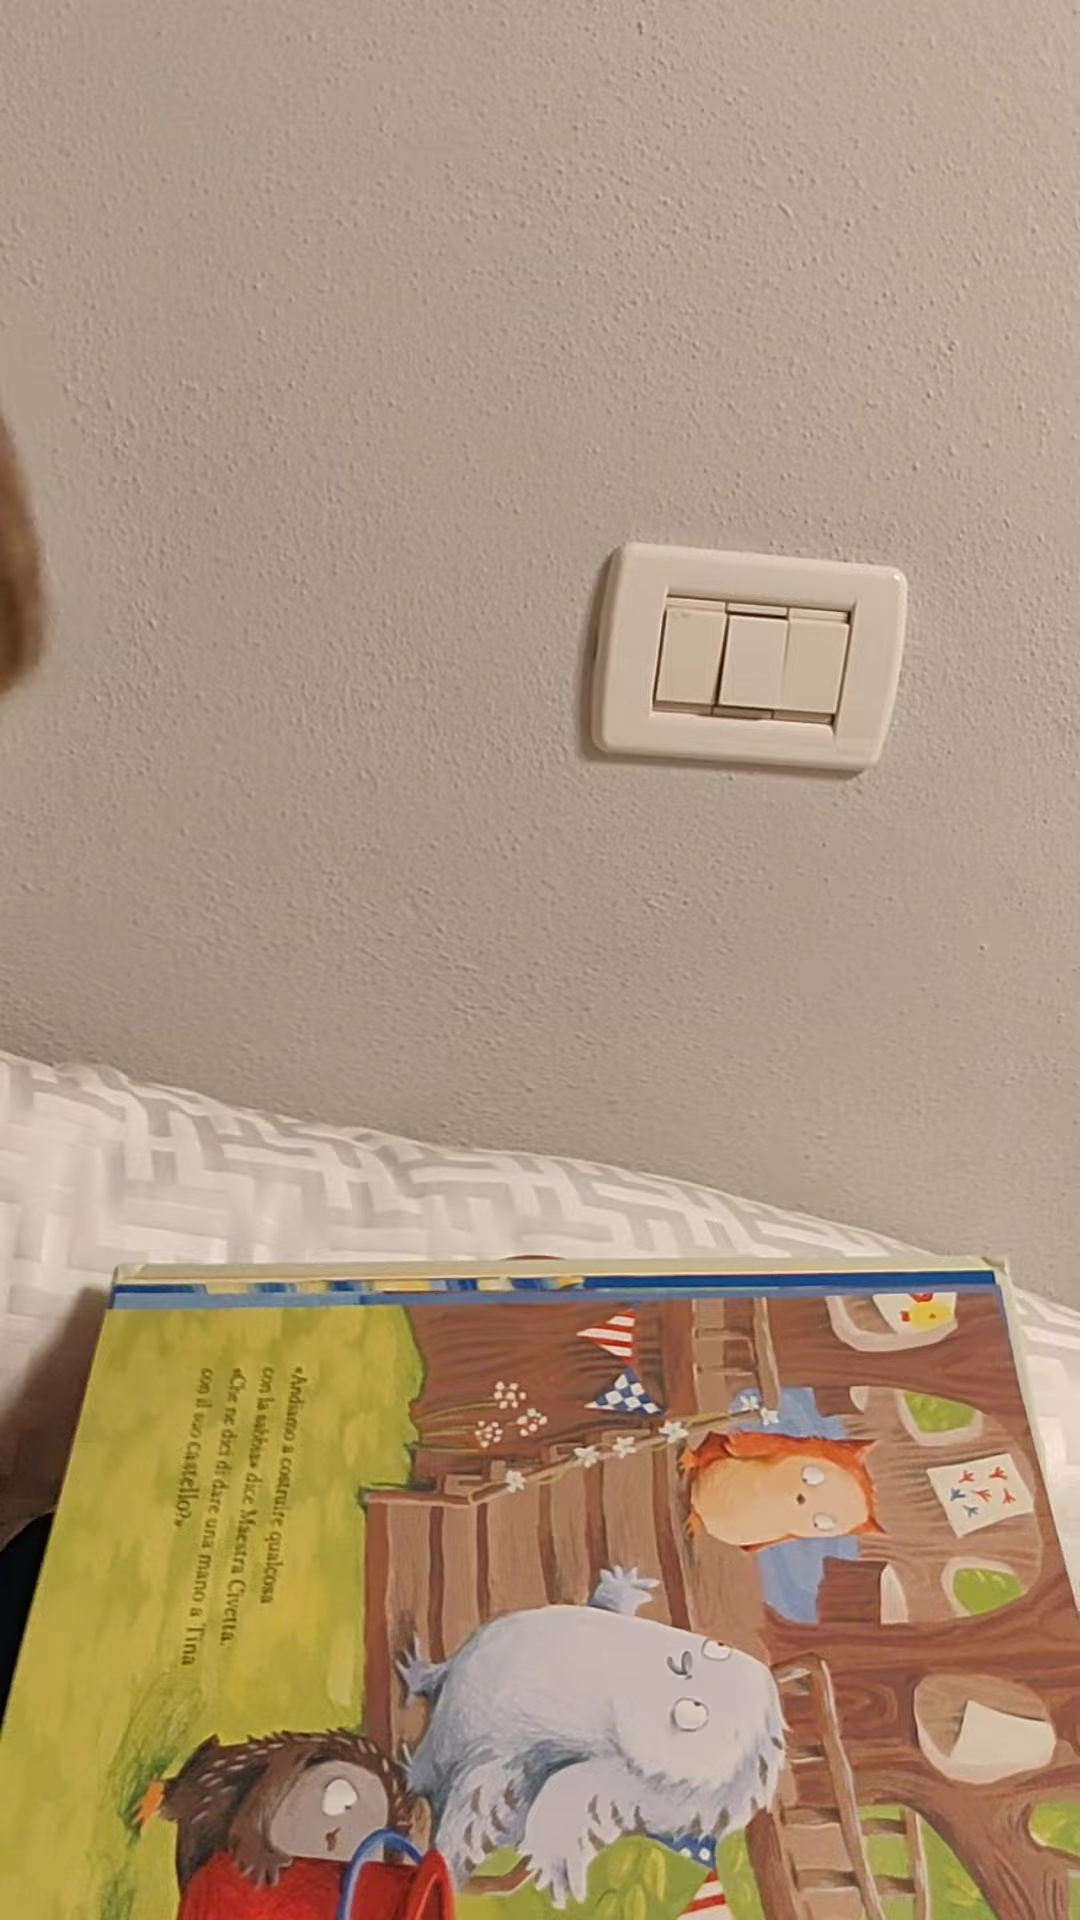 «Andiamo a costruire qualcosa
con la sabbia» dice Maestra Civetta.
«Che ne dici di dare una mano a Tina
con il suo castello?»